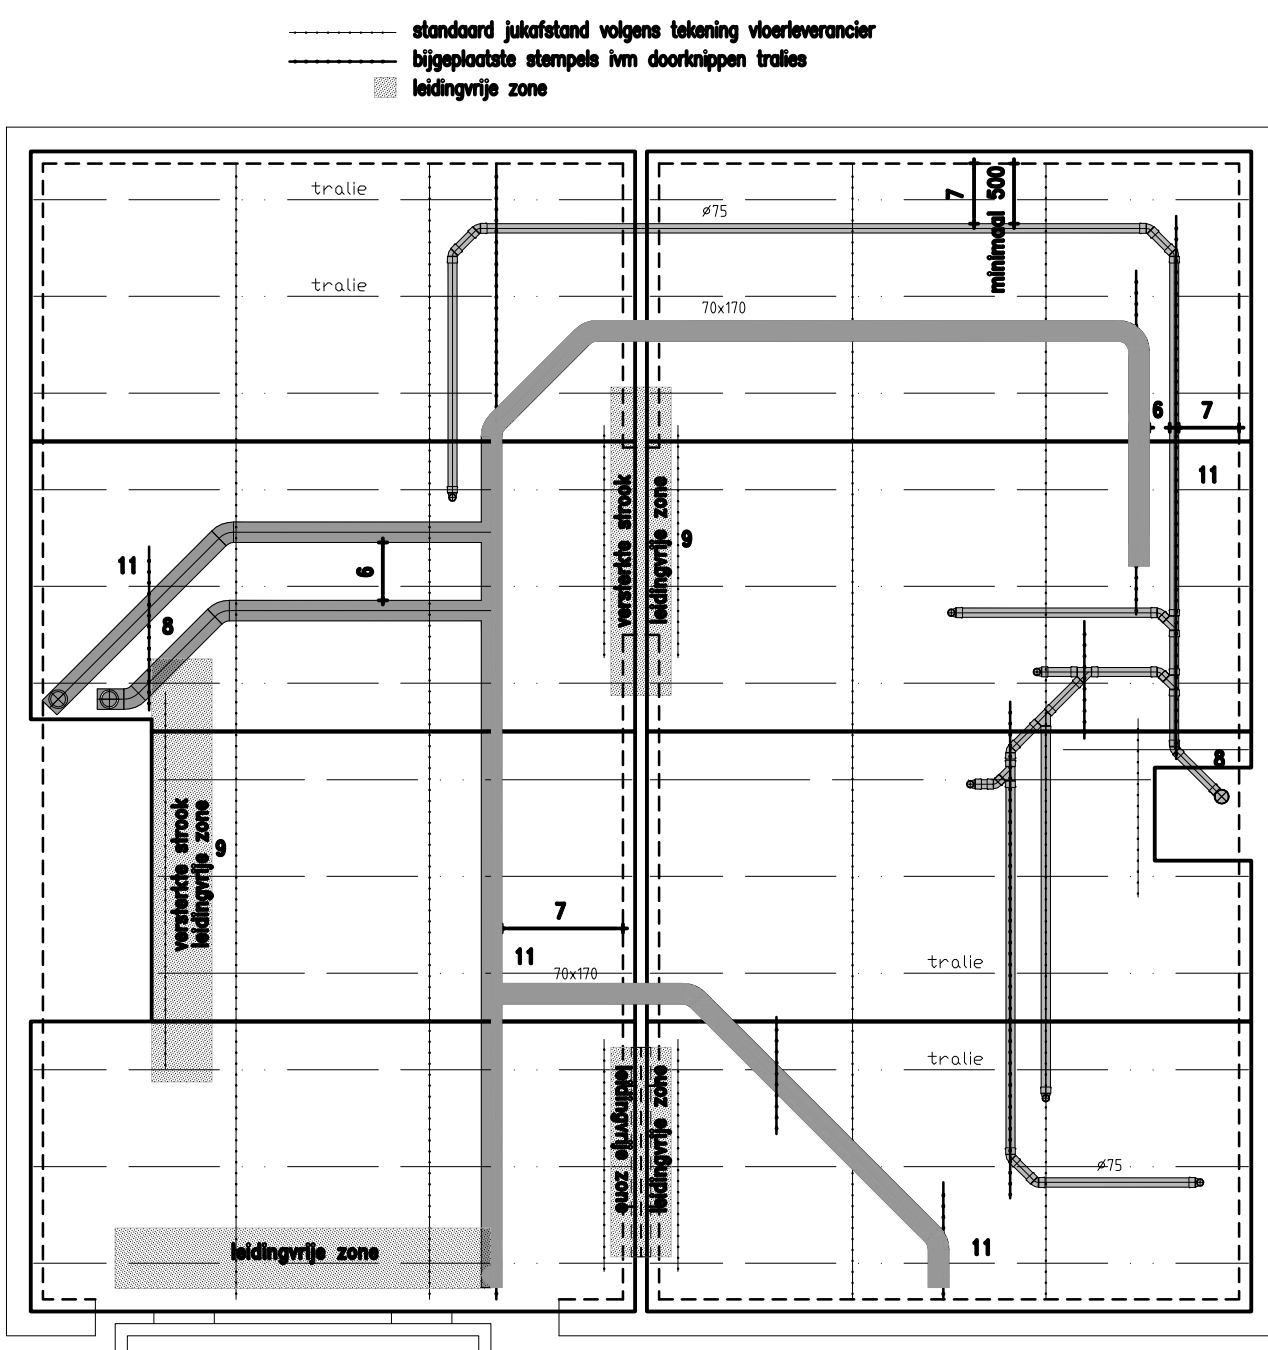 standaard jukafstand volgens tekening vloerleverancier
bijgeplaatste stempels ivm doorknippen tralies
leidingvrije zone
tralie
7
minimaal 500
ø75
tralie
70x170
6
7
11
versterkte strook
leidingvrije zone
9
11
6
8
8
versterkte strook
leidingvrije zone
9
7
11
70x170
tralie
tralie
leidingvrije zone
leidingvrije zone
ø75
leidingvrije zone
11